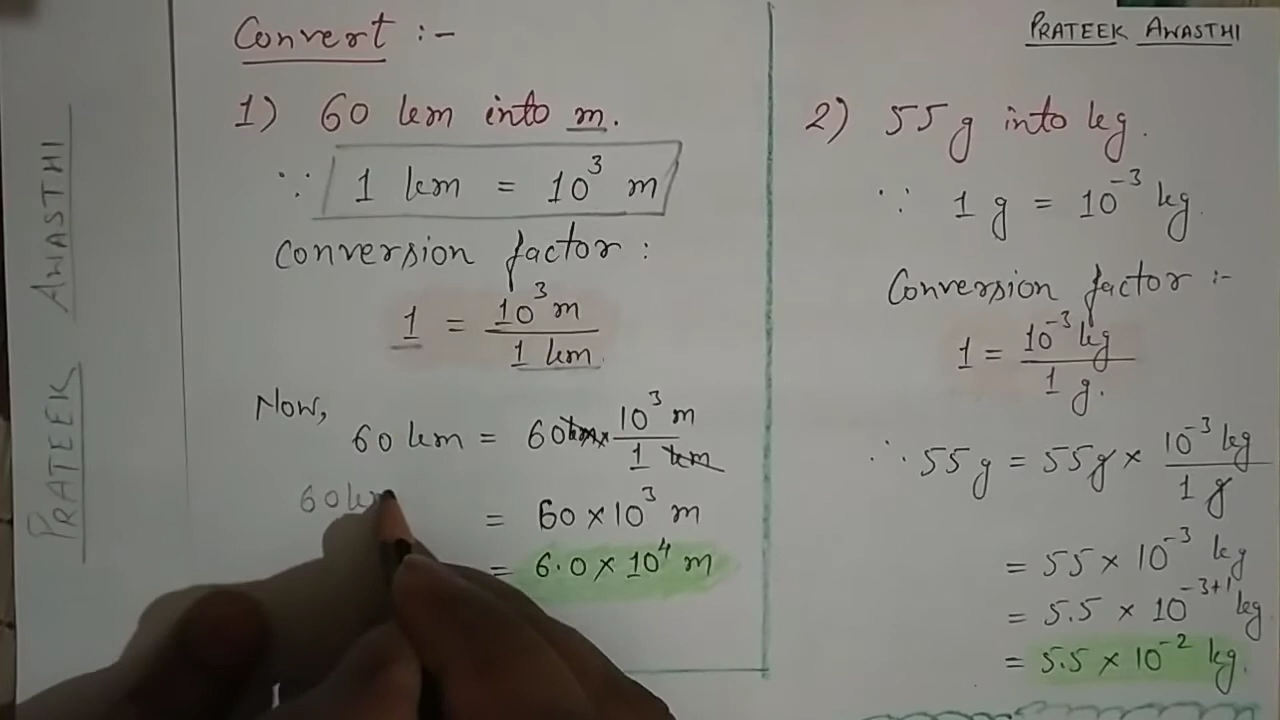 PRATEEK AWASTHI
Convert :-
1) 60 km into m.
∵ 1 km = 10³ m
Conversion factor :
1 = 10³ m / 1 km
Now,
60 km = 60 km × 10³ m / 1 km
60 km
= 60 × 10³ m
= 6.0 × 10⁴ m
PRATEEK AWASTHI
2) 55 g into kg.
∵ 1 g = 10⁻³ kg.
Conversion factor :-
1 = 10⁻³ kg / 1 g.
∴ 55 g = 55 g × 10⁻³ kg / 1 g
= 55 × 10⁻³ kg
= 5.5 × 10⁻³⁺¹ kg
= 5.5 × 10⁻² kg.